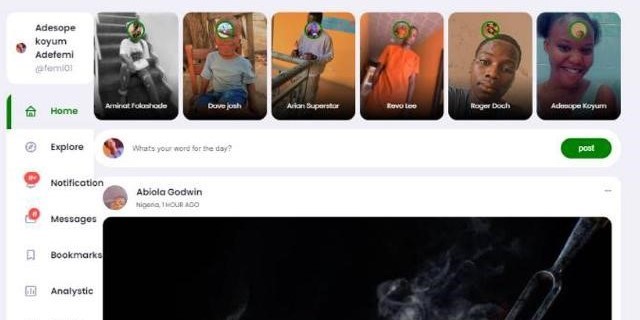 Adesope
koyum
Adefemi
@femi01
Aminat Folashade
Dave josh
Arian Superstar
Revo Lee
Roger Doch
Adesope Koyum
Home
What's your word for the day?
post
Explore
9+
Notification
Abiola Godwin
Nigeria, 1 HOUR AGO
6
Messages
Bookmarks
Analystic